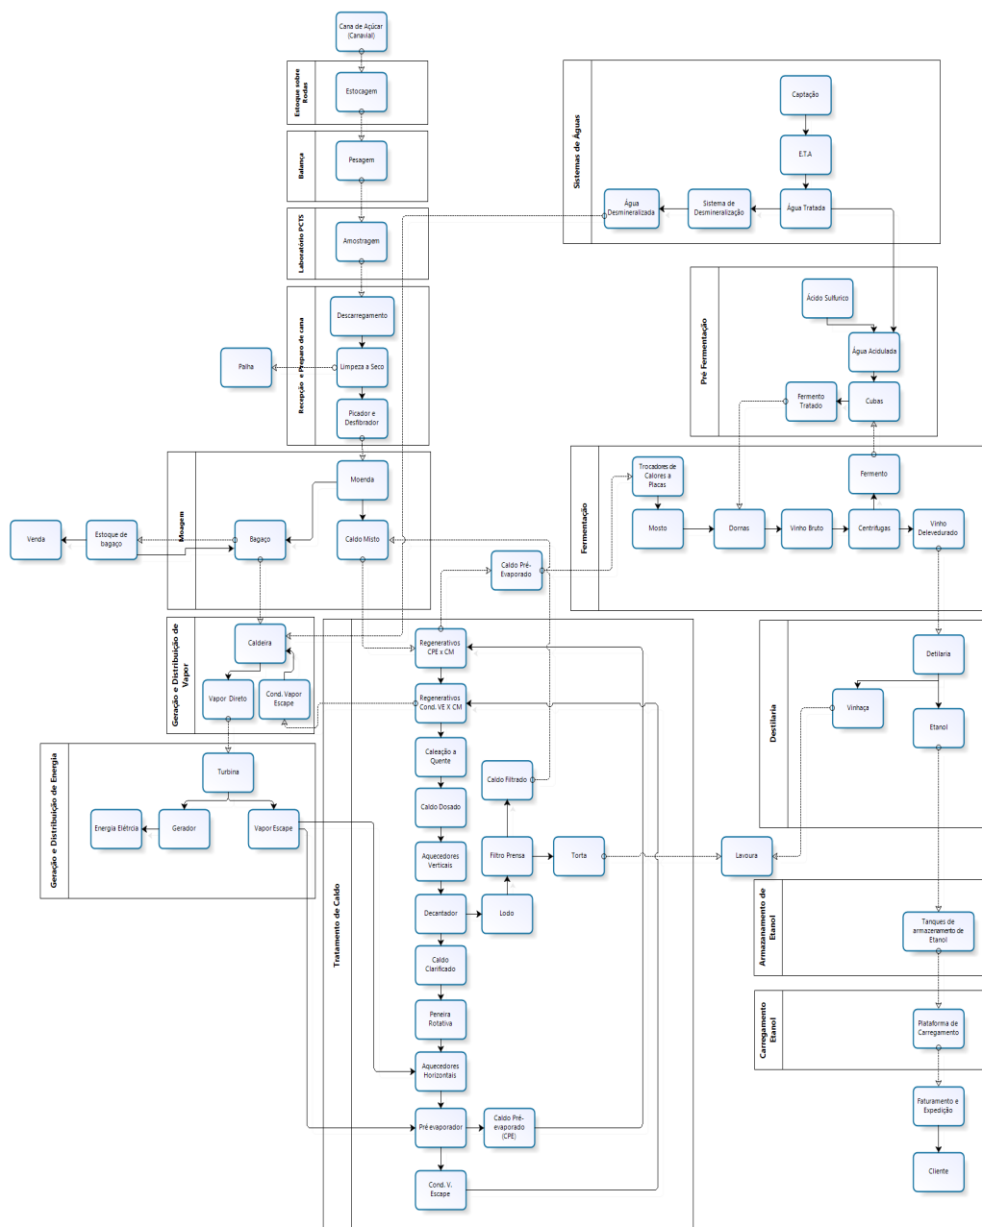 Cana de Açúcar
(Canavial)
Estoque sobre
Rodas
Estocagem
Balança
Pesagem
Laboratório PCTS
Amostragem
Recepção e Preparo de cana
Descarregamento
Limpeza a Seco
Palha
Picador e
Desfibrador
Sistemas de Águas
Captação
E.T.A
Água Tratada
Sistema de
Desmineralização
Água
Desmineralizada
Pré Fermentação
Ácido Sulfurico
Água Acidulada
Cubas
Fermento
Tratado
Moagem
Moenda
Caldo Misto
Bagaço
Estoque de
bagaço
Venda
Fermentação
Trocadores de
Calores a
Placas
Mosto
Dornas
Vinho Bruto
Centrífugas
Fermento
Vinho
Delevedurado
Caldo Pré-
Evaporado
Geração e Distribuição de
Vapor
Caldeira
Vapor Direto
Cond. Vapor
Escape
Geração e Distribuição de Energia
Turbina
Gerador
Energia Elétrcia
Vapor Escape
Tratamento de Caldo
Regenerativos
CPE x CM
Regenerativos
Cond. VE X CM
Caleação a
Quente
Caldo Dosado
Aquecedores
Verticais
Decantador
Lodo
Filtro Prensa
Caldo Filtrado
Torta
Caldo
Clarificado
Peneira
Rotativa
Aquecedores
Horizontais
Pré evaporador
Caldo Pré-
evaporado
(CPE)
Cond. V.
Escape
Destilaria
Detilaria
Vinhaça
Etanol
Lavoura
Armazanamento de
Etanol
Tanques de
armazenamento de
Etanol
Carregamento
Etanol
Plataforma de
Carregamento
Faturamento e
Expedição
Cliente